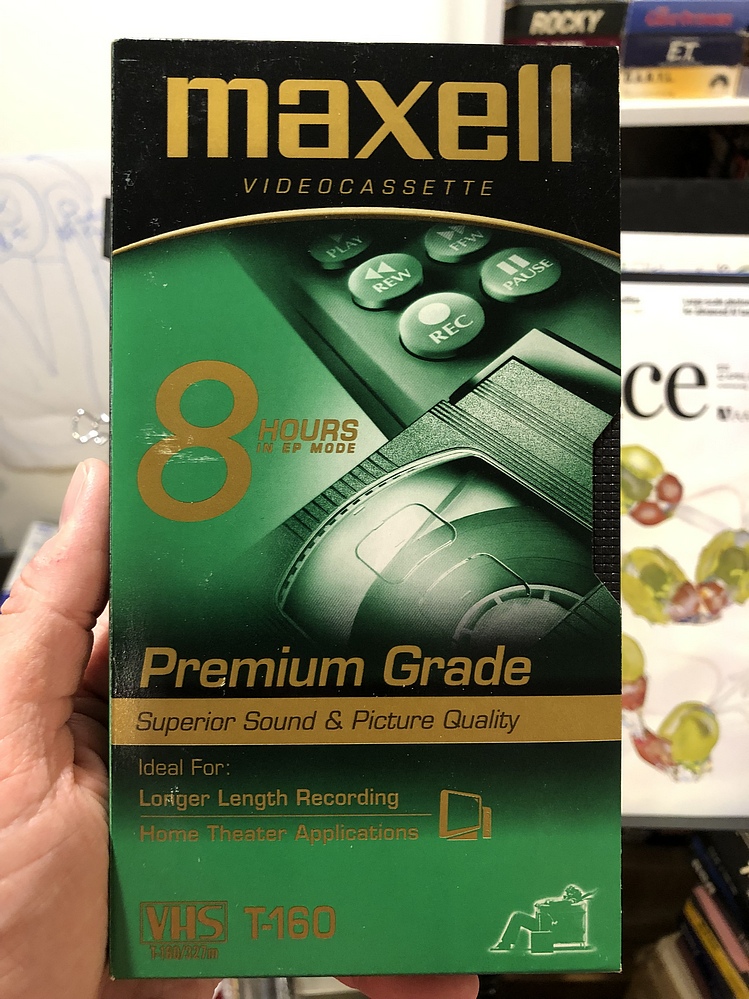 ROCKY
E.T.
maxell
VIDEOCASSETTE
PLAY
FFW
REW
PAUSE
REC
ce
8 HOURS
IN EP MODE
Premium Grade
Superior Sound & Picture Quality
Ideal For:
Longer Length Recording
Home Theater Applications
VHS T-160